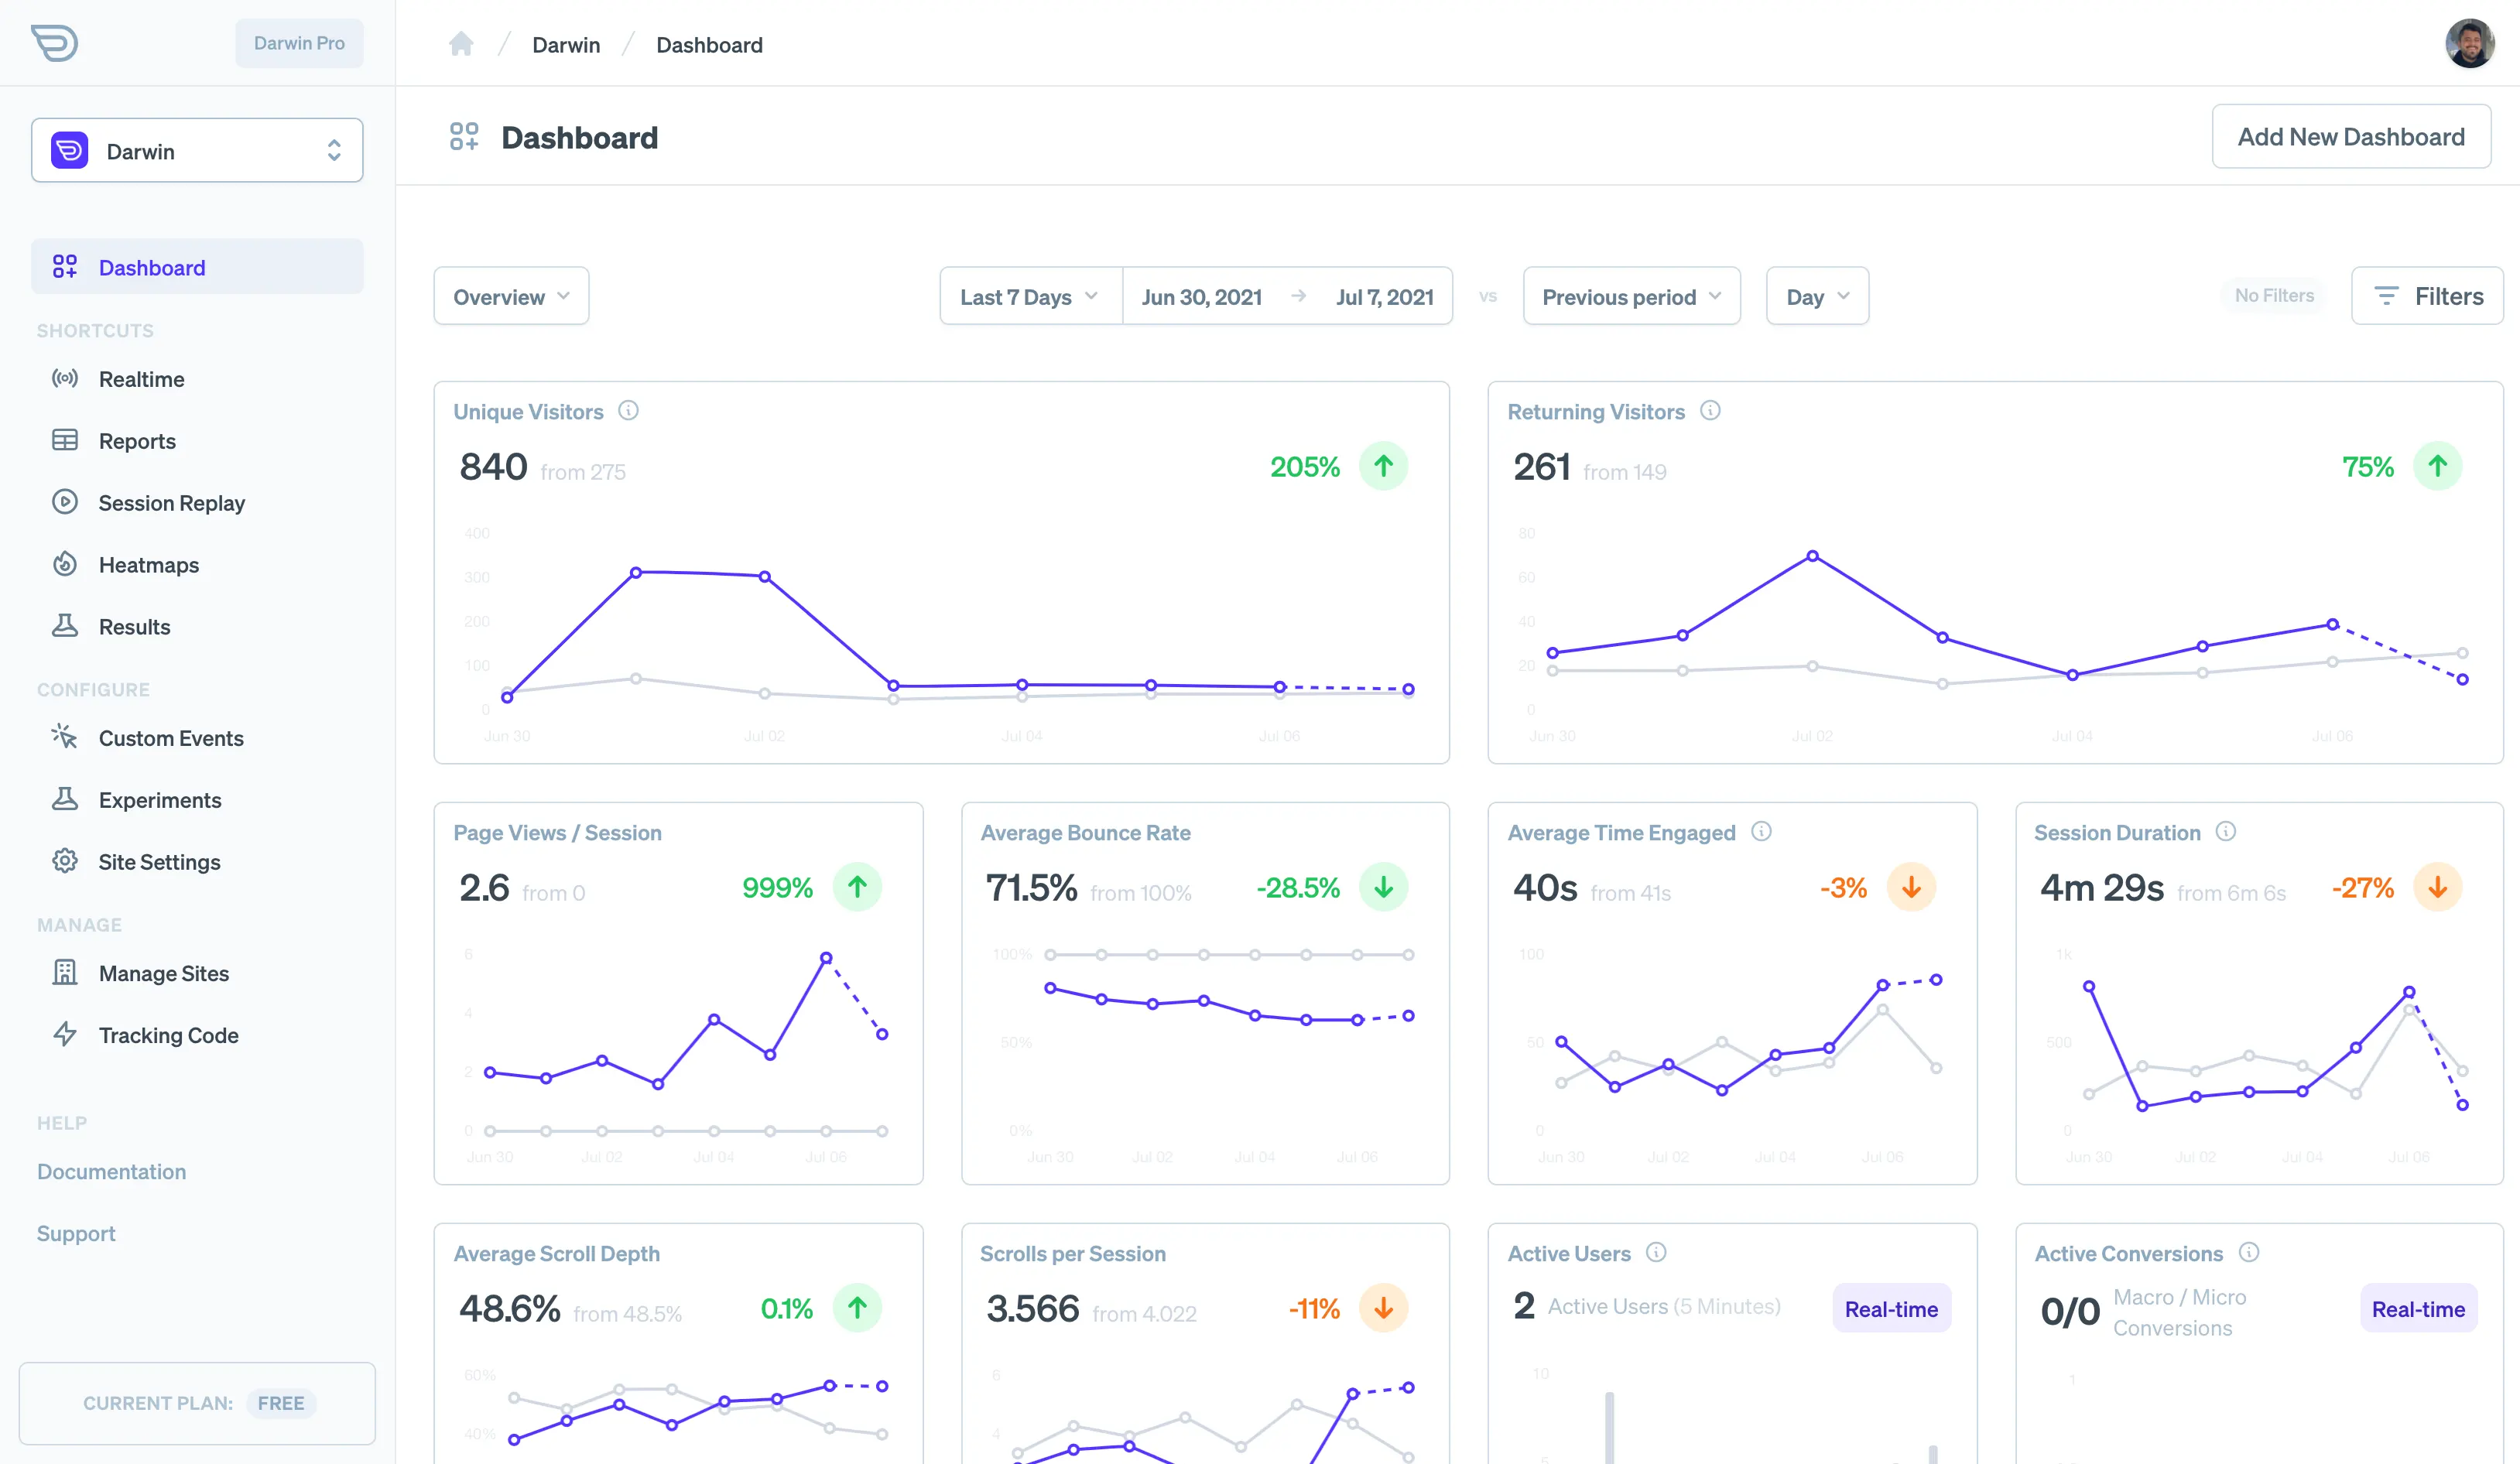 Darwin Pro
Darwin
Dashboard
SHORTCUTS
Realtime
Reports
Session Replay
Heatmaps
Results
CONFIGURE
Custom Events
Experiments
Site Settings
MANAGE
Manage Sites
Tracking Code
HELP
Documentation
Support
CURRENT PLAN: FREE
/ Darwin / Dashboard
Dashboard
Add New Dashboard
Overview
Last 7 Days Jun 30, 2021 → Jul 7, 2021 vs Previous period Day
No Filters Filters
Unique Visitors
840 from 275 205%
400
300
200
100
0
Jun 30 Jul 02 Jul 04 Jul 06
Returning Visitors
261 from 149 75%
80
60
40
20
0
Jun 30 Jul 02 Jul 04 Jul 06
Page Views / Session
2.6 from 0 999%
6
4
2
0
Jun 30 Jul 02 Jul 04 Jul 06
Average Bounce Rate
71.5% from 100% -28.5%
100%
50%
0%
Jun 30 Jul 02 Jul 04 Jul 06
Average Time Engaged
40s from 41s -3%
100
50
0
Jun 30 Jul 02 Jul 04 Jul 06
Session Duration
4m 29s from 6m 6s -27%
1k
500
0
Jun 30 Jul 02 Jul 04 Jul 06
Average Scroll Depth
48.6% from 48.5% 0.1%
60%
40%
Scrolls per Session
3.566 from 4.022 -11%
6
4
Active Users
2 Active Users (5 Minutes) Real-time
10
5
Active Conversions
0/0 Macro / Micro Conversions Real-time
1